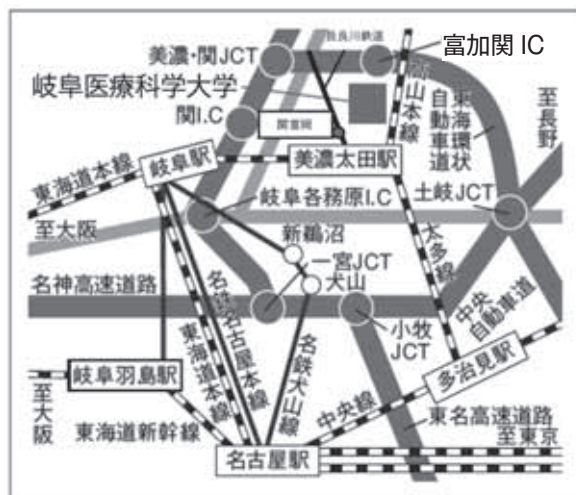 長良川鉄道
美濃・関JCT
富加関 IC
岐阜医療科学大学
関I.C
関富岡
高山本線
東海環状
自動車道
至長野
岐阜駅
美濃太田駅
東海道本線
岐阜各務原I.C
土岐JCT
至大阪
新鵜沼
太多線
一宮JCT
犬山
名神高速道路
名鉄名古屋本線
東海道本線
名鉄犬山線
小牧
JCT
中央
自動車道
岐阜羽島駅
多治見駅
至大阪
東海道新幹線
中央線
東名高速道路
名古屋駅
至東京